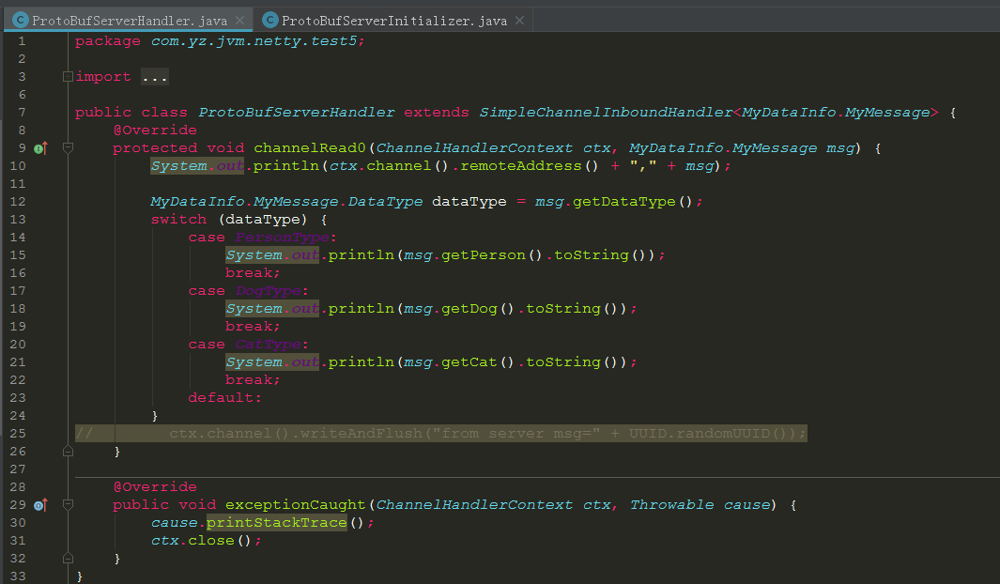 ProtoBufServerHandler.java ProtoBufServerInitializer.java
1 package com.yz.jvm.netty.test5;
2
3 import ...
6
7 public class ProtoBufServerHandler extends SimpleChannelInboundHandler<MyDataInfo.MyMessage> {
8 @Override
9 protected void channelRead0(ChannelHandlerContext ctx, MyDataInfo.MyMessage msg) {
10 System.out.println(ctx.channel().remoteAddress() + "," + msg);
11
12 MyDataInfo.MyMessage.DataType dataType = msg.getDataType();
13 switch (dataType) {
14 case PersonType:
15 System.out.println(msg.getPerson().toString());
16 break;
17 case DogType:
18 System.out.println(msg.getDog().toString());
19 break;
20 case CatType:
21 System.out.println(msg.getCat().toString());
22 break;
23 default:
24 }
25 // ctx.channel().writeAndFlush("from server msg=" + UUID.randomUUID());
26 }
27
28 @Override
29 public void exceptionCaught(ChannelHandlerContext ctx, Throwable cause) {
30 cause.printStackTrace();
31 ctx.close();
32 }
33 }